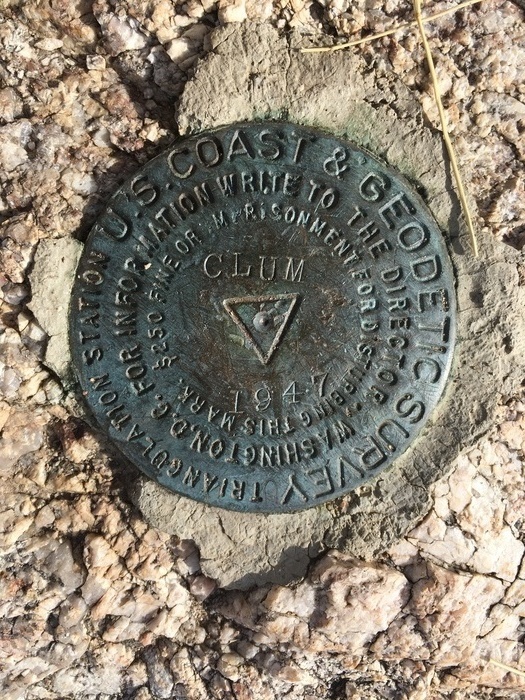 U.S. COAST & GEODETIC SURVEY
TRIANGULATION STATION
FOR INFORMATION WRITE TO THE DIRECTOR, WASHINGTON, D.C.
$250 FINE OR IMPRISONMENT FOR DISTURBING THIS MARK.
CLUM
1947